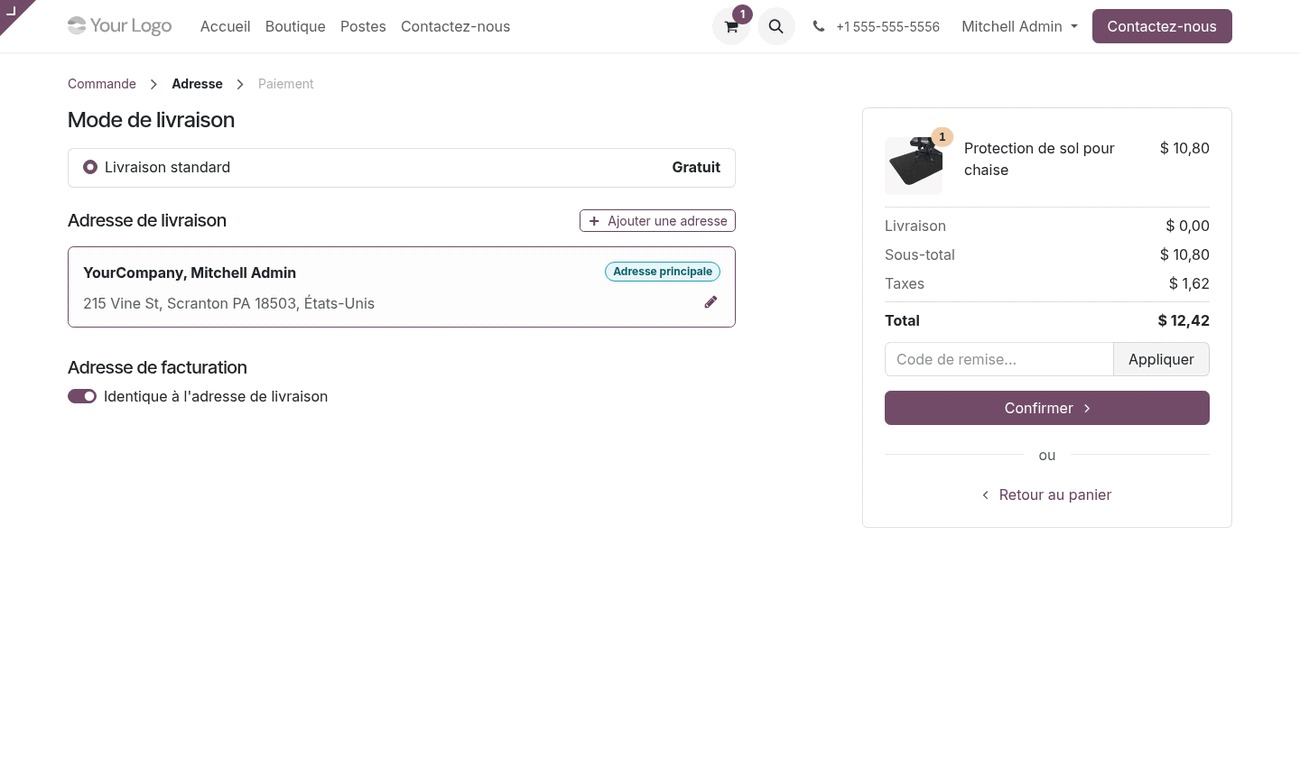 Your Logo
Accueil Boutique Postes Contactez-nous
1
+1 555-555-5556
Mitchell Admin
Contactez-nous
Commande Adresse Paiement
Mode de livraison
Livraison standard Gratuit
Adresse de livraison
Ajouter une adresse
YourCompany, Mitchell Admin
Adresse principale
215 Vine St, Scranton PA 18503, États-Unis
Adresse de facturation
Identique à l'adresse de livraison
1
Protection de sol pour
chaise
$ 10,80
Livraison $ 0,00
Sous-total $ 10,80
Taxes $ 1,62
Total $ 12,42
Code de remise... Appliquer
Confirmer
ou
Retour au panier